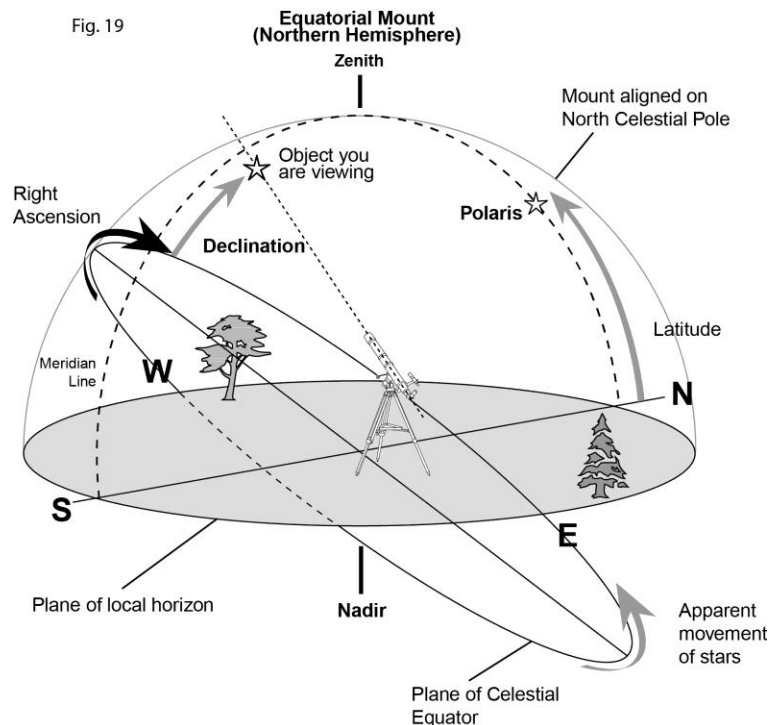 Fig. 19
Equatorial Mount
(Northern Hemisphere)
Zenith
Mount aligned on
North Celestial Pole
Object you
are viewing
Right
Ascension
Polaris
Declination
Latitude
Meridian
Line
W
N
S
E
Plane of local horizon
Nadir
Apparent
movement
of stars
Plane of Celestial
Equator